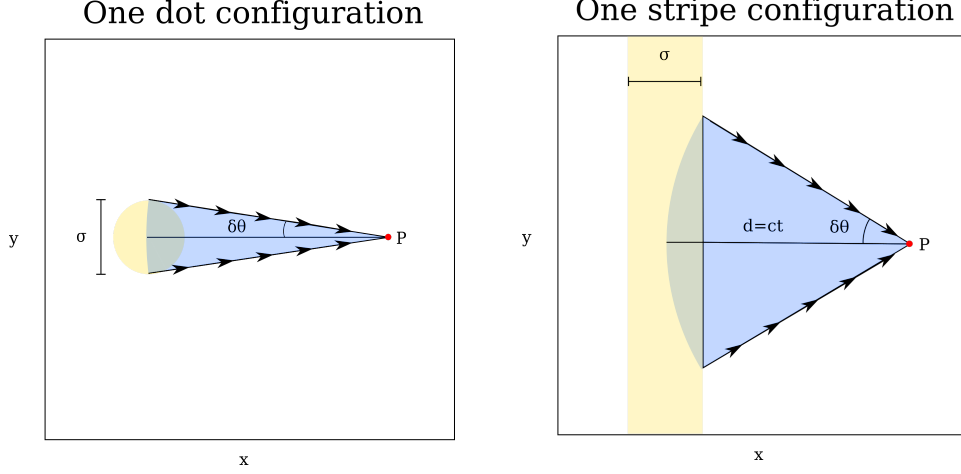 One dot configuration
σ
δθ
P
y
x
One stripe configuration
σ
d=ct
δθ
P
y
x